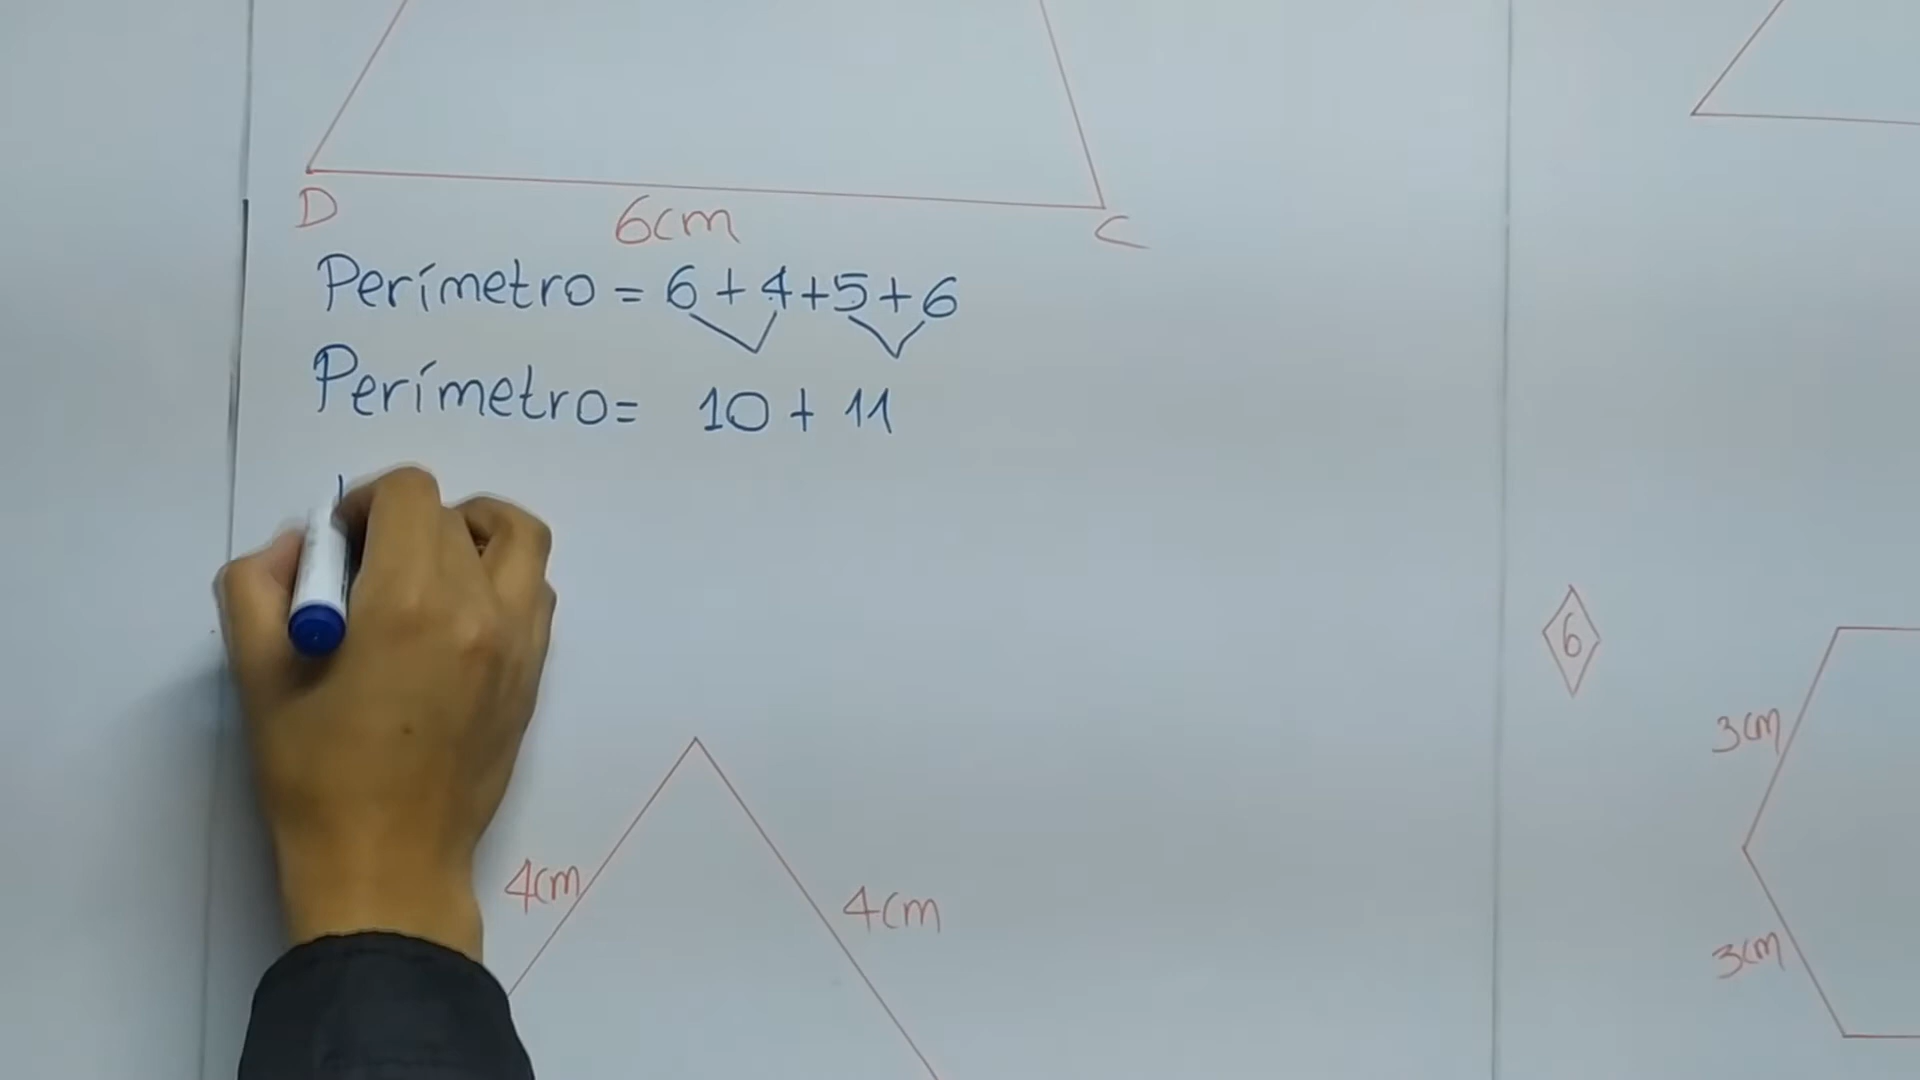 D
6cm
C
Perímetro = 6 + 4 + 5 + 6
Perímetro = 10 + 11
6
3cm
4cm
4cm
3cm